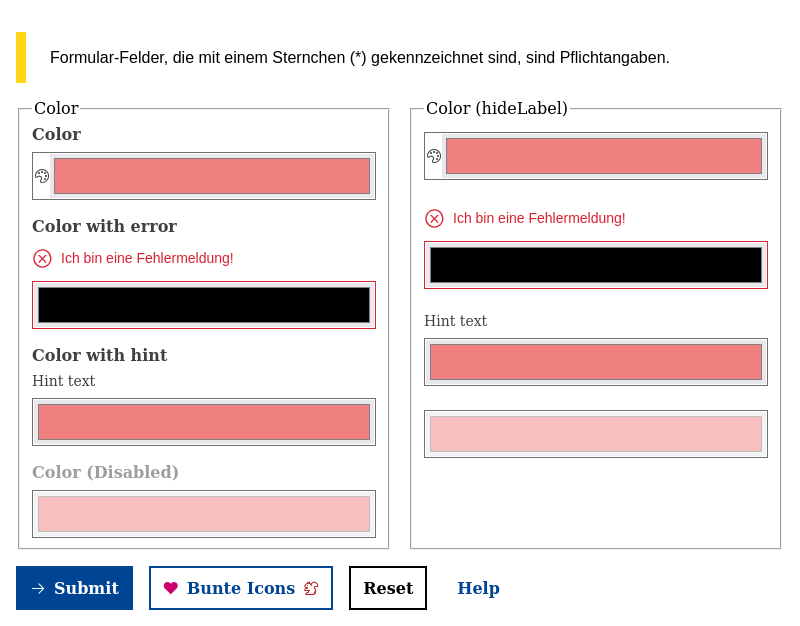 Formular-Felder, die mit einem Sternchen (*) gekennzeichnet sind, sind Pflichtangaben.
Color
Color
Color with error
Ich bin eine Fehlermeldung!
Color with hint
Hint text
Color (Disabled)
Color (hideLabel)
Ich bin eine Fehlermeldung!
Hint text
Submit
Bunte Icons
Reset
Help